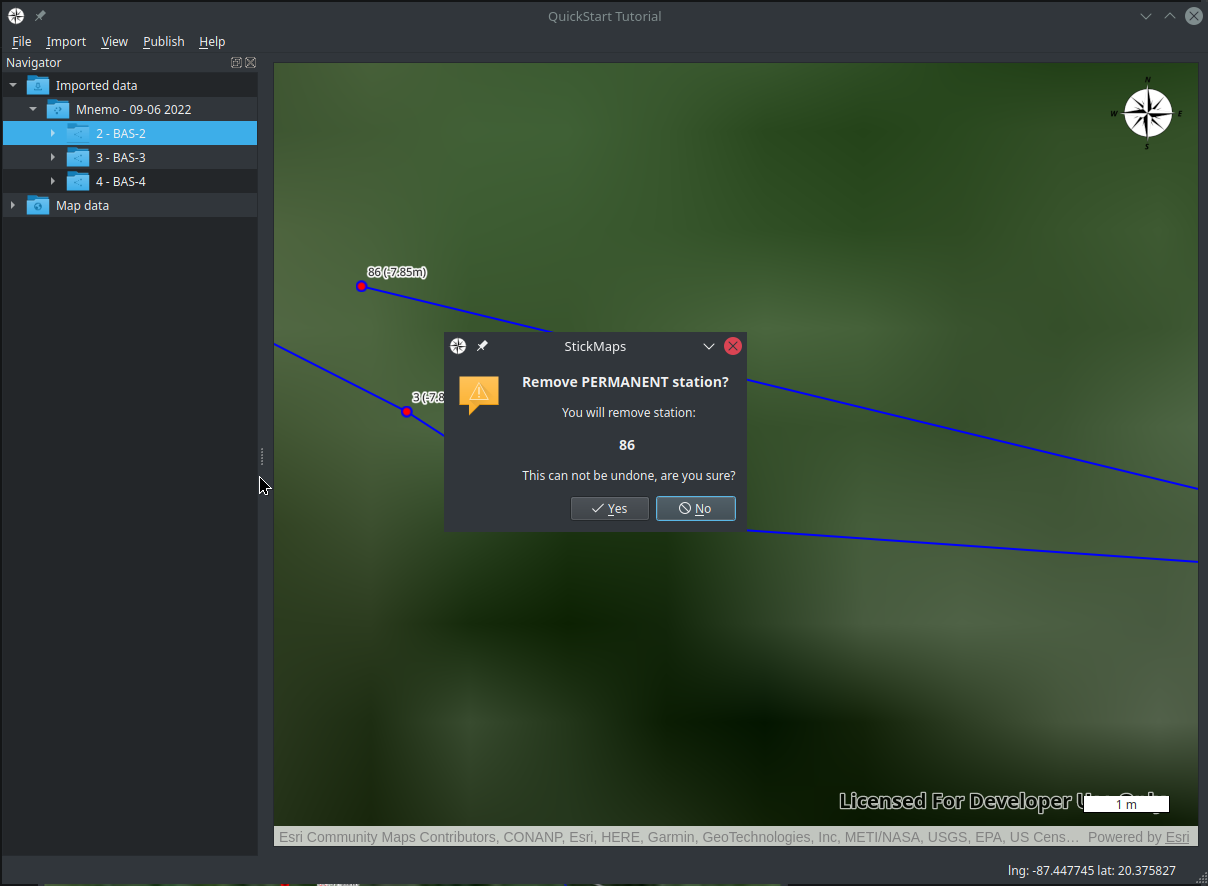 QuickStart Tutorial
File Import View Publish Help
Navigator
Imported data
Mnemo - 09-06 2022
2 - BAS-2
3 - BAS-3
4 - BAS-4
Map data
N
W E
S
86 (-7.85m)
3 (-7.8
StickMaps
Remove PERMANENT station?
You will remove station:
86
This can not be undone, are you sure?
Yes No
Licensed For Developer
1 m
Esri Community Maps Contributors, CONANP, Esri, HERE, Garmin, GeoTechnologies, Inc, METI/NASA, USGS, EPA, US Cens... Powered by Esri
lng: -87.447745 lat: 20.375827